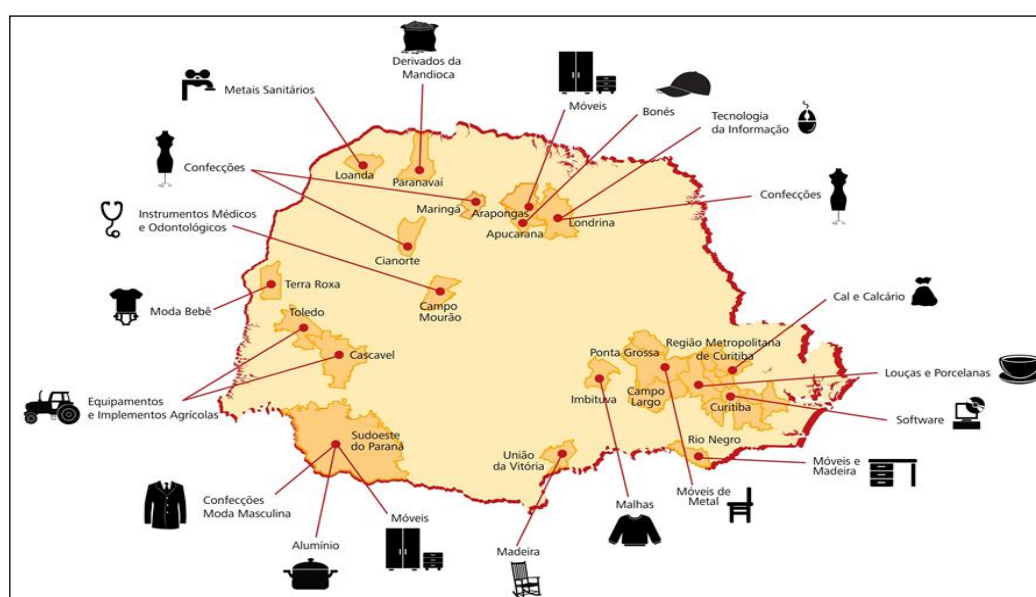 Derivados da
Mandioca
Metais Sanitários
Móveis
Bonés
Tecnologia
da Informação
Confecções
Loanda
Paranavaí
Maringá
Arapongas
Apucarana
Londrina
Confecções
Instrumentos Médicos
e Odontológicos
Cianorte
Terra Roxa
Campo
Mourão
Moda Bebê
Toledo
Cascavel
Cal e Calcário
Região Metropolitana
de Curitiba
Ponta Grossa
Louças e Porcelanas
Imbituva
Campo
Largo
Curitiba
Software
Equipamentos
e Implementos Agrícolas
Sudoeste
do Paraná
União
da Vitória
Rio Negro
Móveis e
Madeira
Confecções
Moda Masculina
Alumínio
Móveis
Madeira
Malhas
Móveis de
Metal